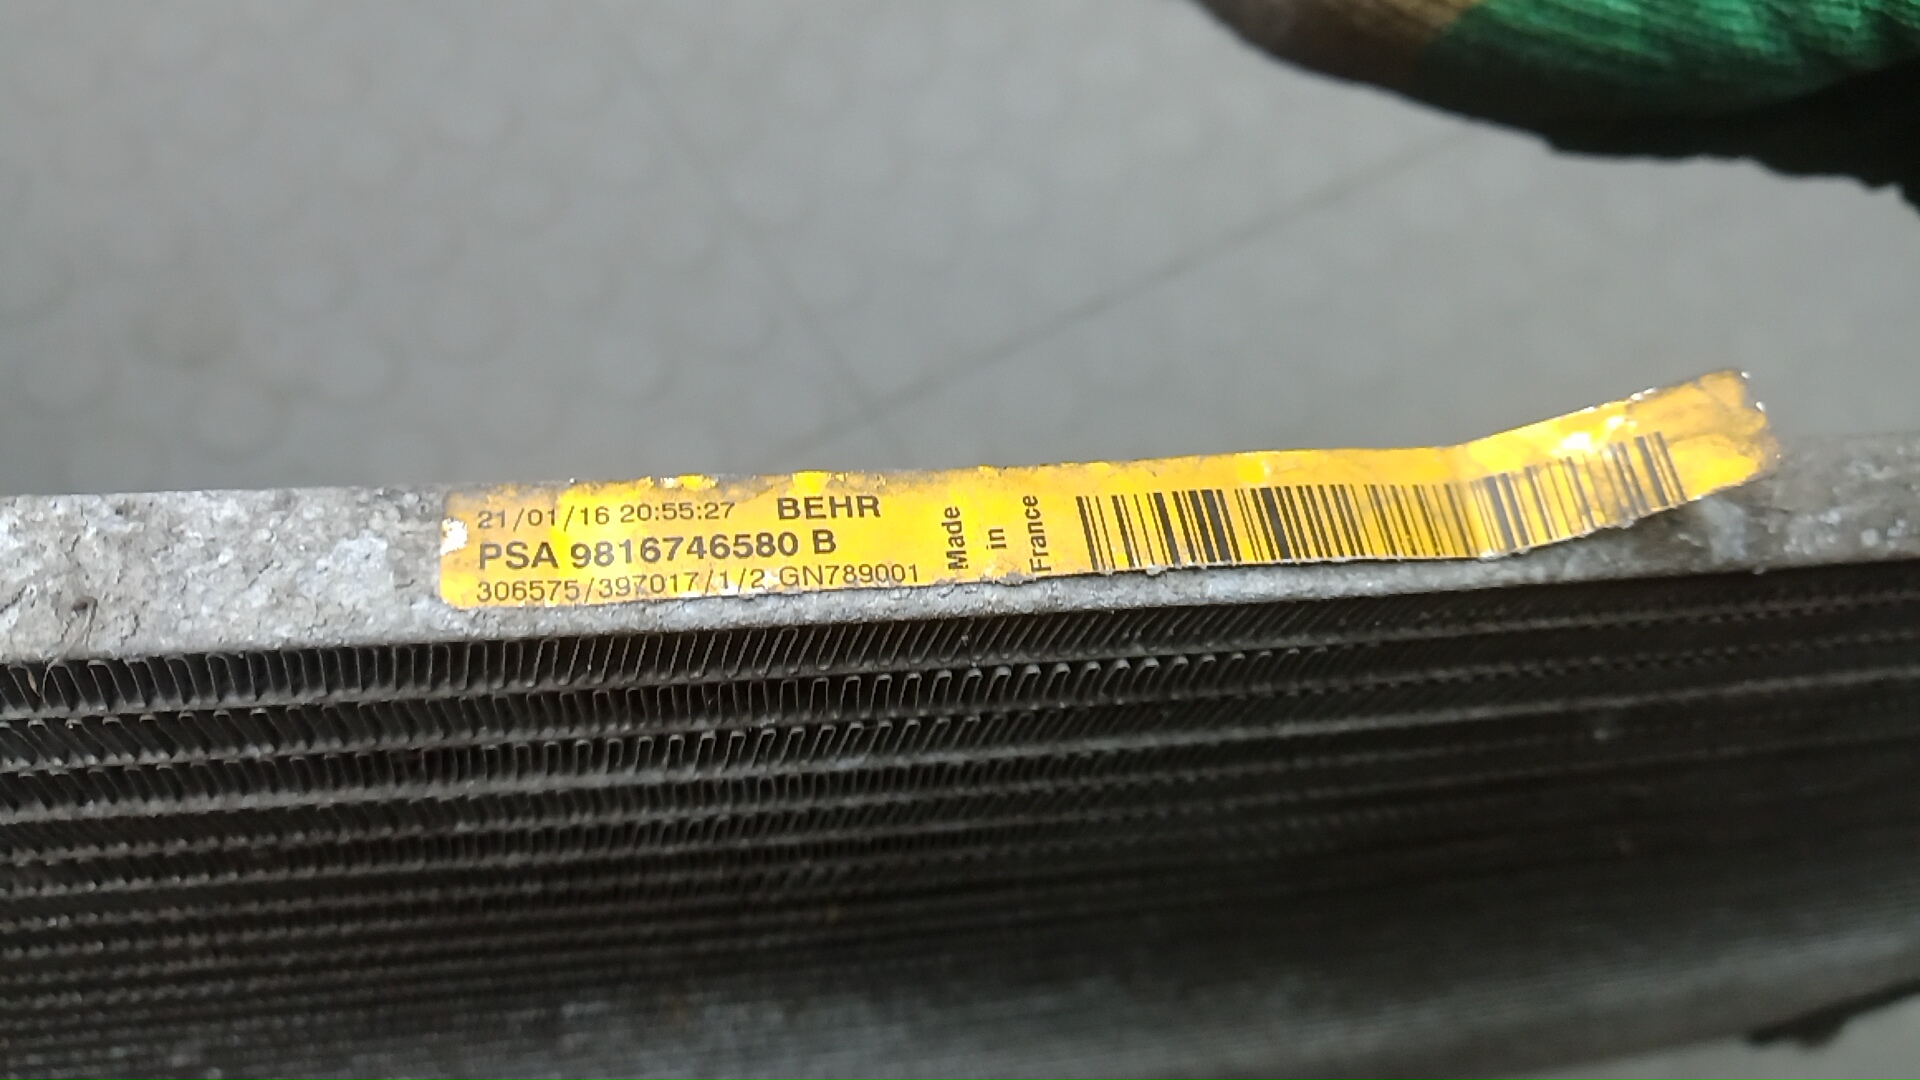 21/01/16 20:55:27 BEHR
PSA 9816746580 B
306575/397017/1/2 GN789001
Made
in
France